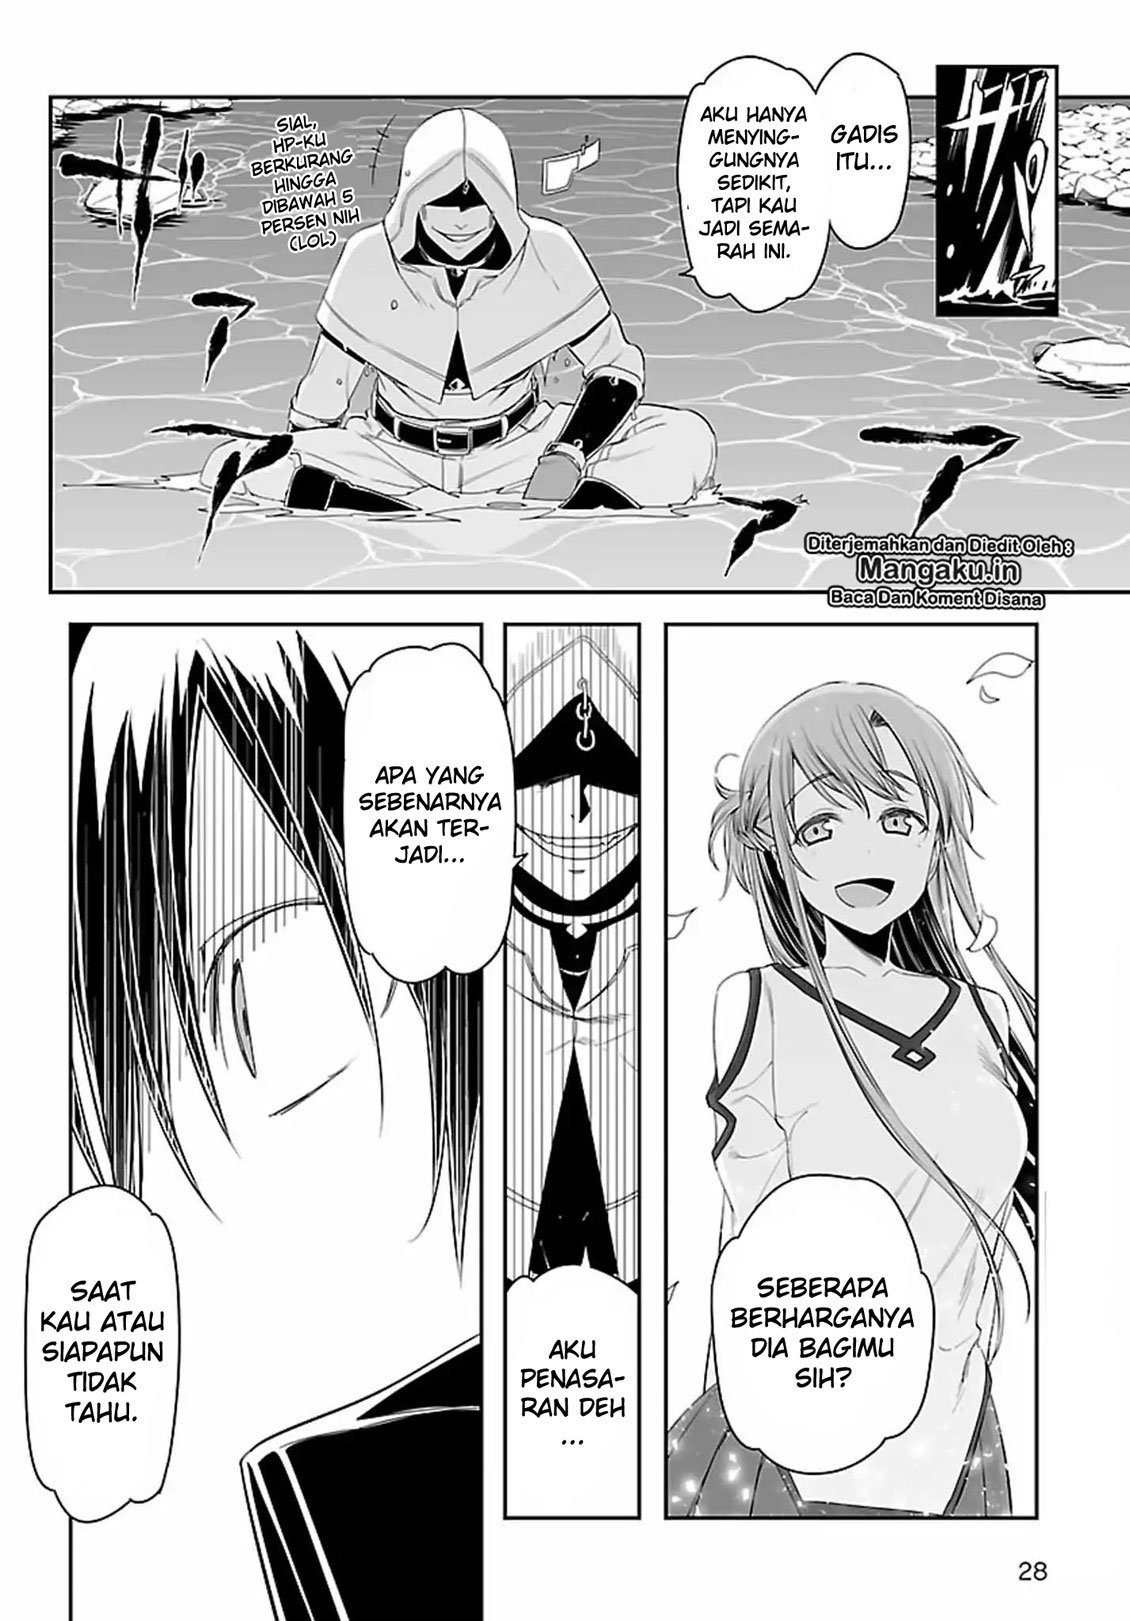 GADIS
ITU...
AKU HANYA
MENYING-
GUNGNYA
SEDIKIT,
TAPI KAU
JADI SEMA-
RAH INI.
SIAL,
HP-KU
BERKURANG
HINGGA
DIBAWAH 5
PERSEN NIH
(LOL)
Diterjemahkan dan Diedit Oleh :
Mangaku.in
Baca Dan Koment Disana
SEBERAPA
BERHARGANYA
DIA BAGIMU
SIH?
AKU
PENASA-
RAN DEH
...
APA YANG
SEBENARNYA
AKAN TER-
JADI...
SAAT
KAU ATAU
SIAPAPUN
TIDAK
TAHU.
28